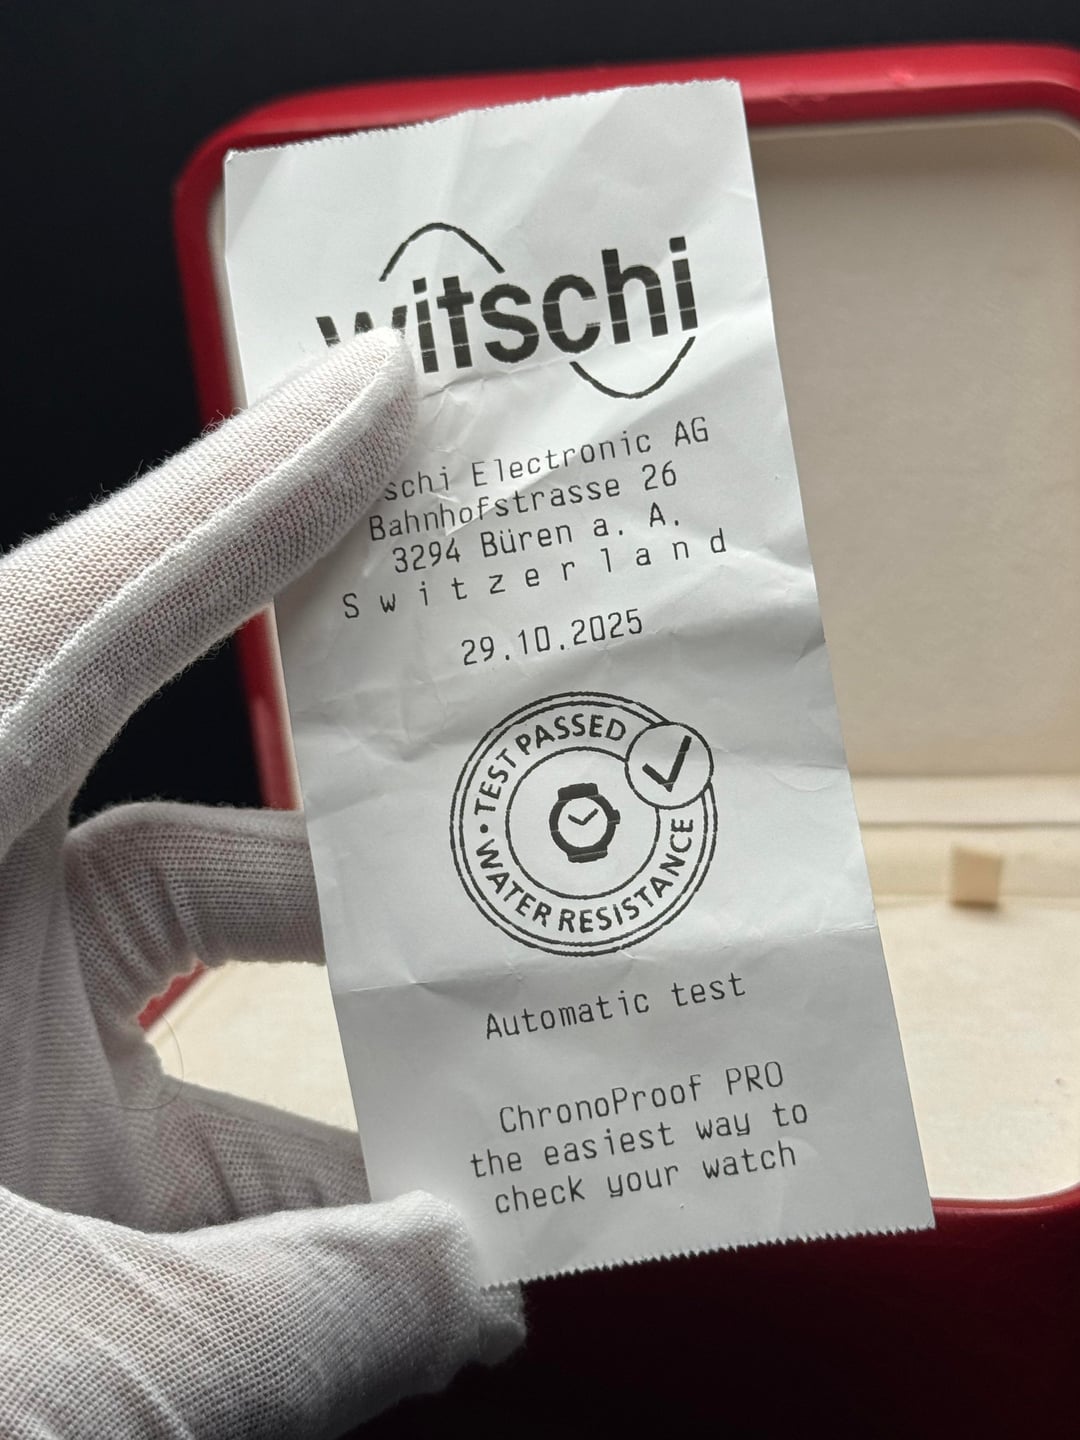 witschi
schi Electronic AG
Bahnhofstrasse 26
3294 Büren a. A.
Switzerland
29.10.2025
• TEST PASSED
• WATER RESISTANCE
Automatic test
ChronoProof PRO
the easiest way to
check your watch